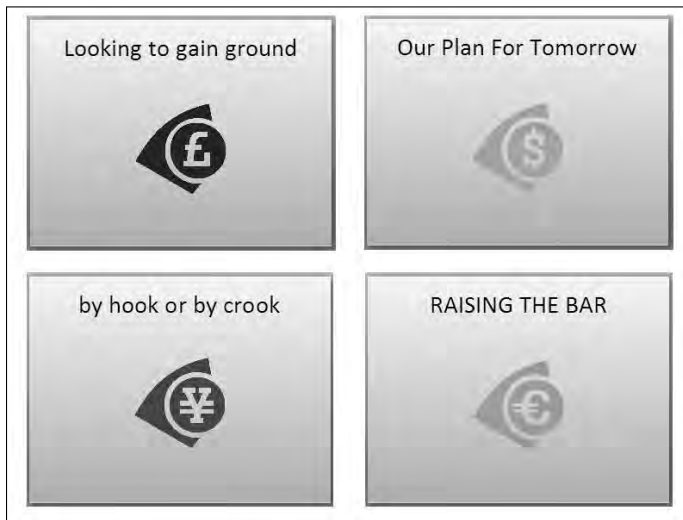 Looking to gain ground
Our Plan For Tomorrow
£
$
by hook or by crook
RAISING THE BAR
¥
€